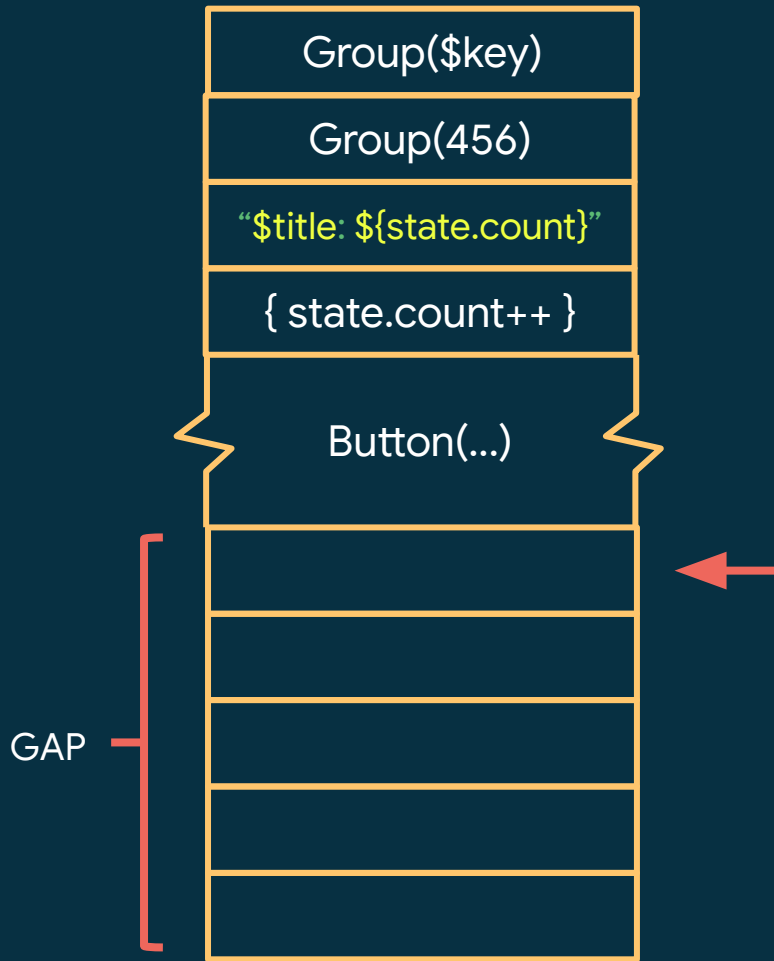 Group($key)
Group(456)
“$title: ${state.count}”
{ state.count++ }
Button(...)
GAP